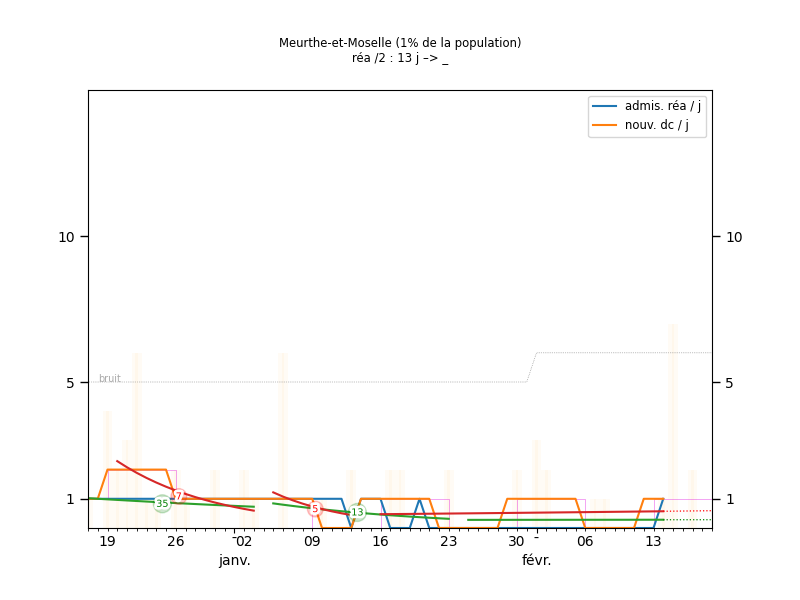 Meurthe-et-Moselle (1% de la population)
réa /2 : 13 j −> _
admis. réa / j
nouv. dc / j
10
10
bruit
5
5
7
35
5
13
1
1
19
26
02
09
16
23
30
06
13
janv.
févr.